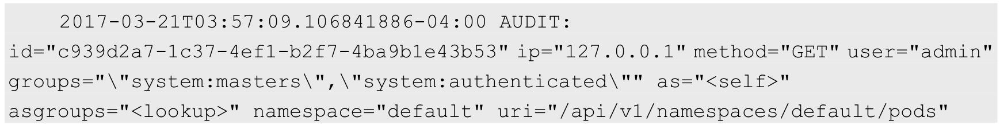 2017-03-21T03:57:09.106841886-04:00 AUDIT:
id="c939d2a7-1c37-4ef1-b2f7-4ba9b1e43b53" ip="127.0.0.1" method="GET" user="admin"
groups="\"system:masters\",\"system:authenticated\"" as="<self>"
asgroups="<lookup>" namespace="default" uri="/api/v1/namespaces/default/pods"